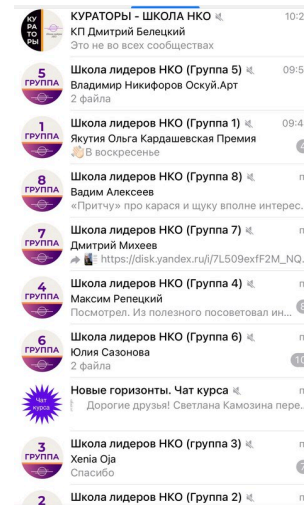 КУ
РА
ТО
РЫ
КУРАТОРЫ - ШКОЛА НКО
10:2
КП Дмитрий Белецкий
Это не во всех сообществах
5
ГРУППА
Школа лидеров НКО (Группа 5)
09:5
Владимир Никифоров Оскуй.Арт
2 файла
1
ГРУППА
Школа лидеров НКО (Группа 1)
09:4
Якутия Ольга Кардашевская Премия
👏🏻В воскресенье
4
8
ГРУППА
Школа лидеров НКО (Группа 8)
п
Вадим Алексеев
«Притчу» про карася и щуку вполне интерес.
7
ГРУППА
Школа лидеров НКО (Группа 7)
п
Дмитрий Михеев
https://disk.yandex.ru/i/7L509exfF2M_NQ.
4
ГРУППА
Школа лидеров НКО (Группа 4)
п
Максим Репецкий
Посмотрел. Из полезного посоветовал ин...
6
ГРУППА
Школа лидеров НКО (Группа 6)
п
Юлия Сазонова
2 файла
10
Чат
курса
Новые горизонты. Чат курса
п
Дорогие друзья! Светлана Камозина пере.
3
ГРУППА
Школа лидеров НКО (группа 3)
п
Xenia Oja
Спасибо
2
Школа лидеров НКО (Группа 2)
п